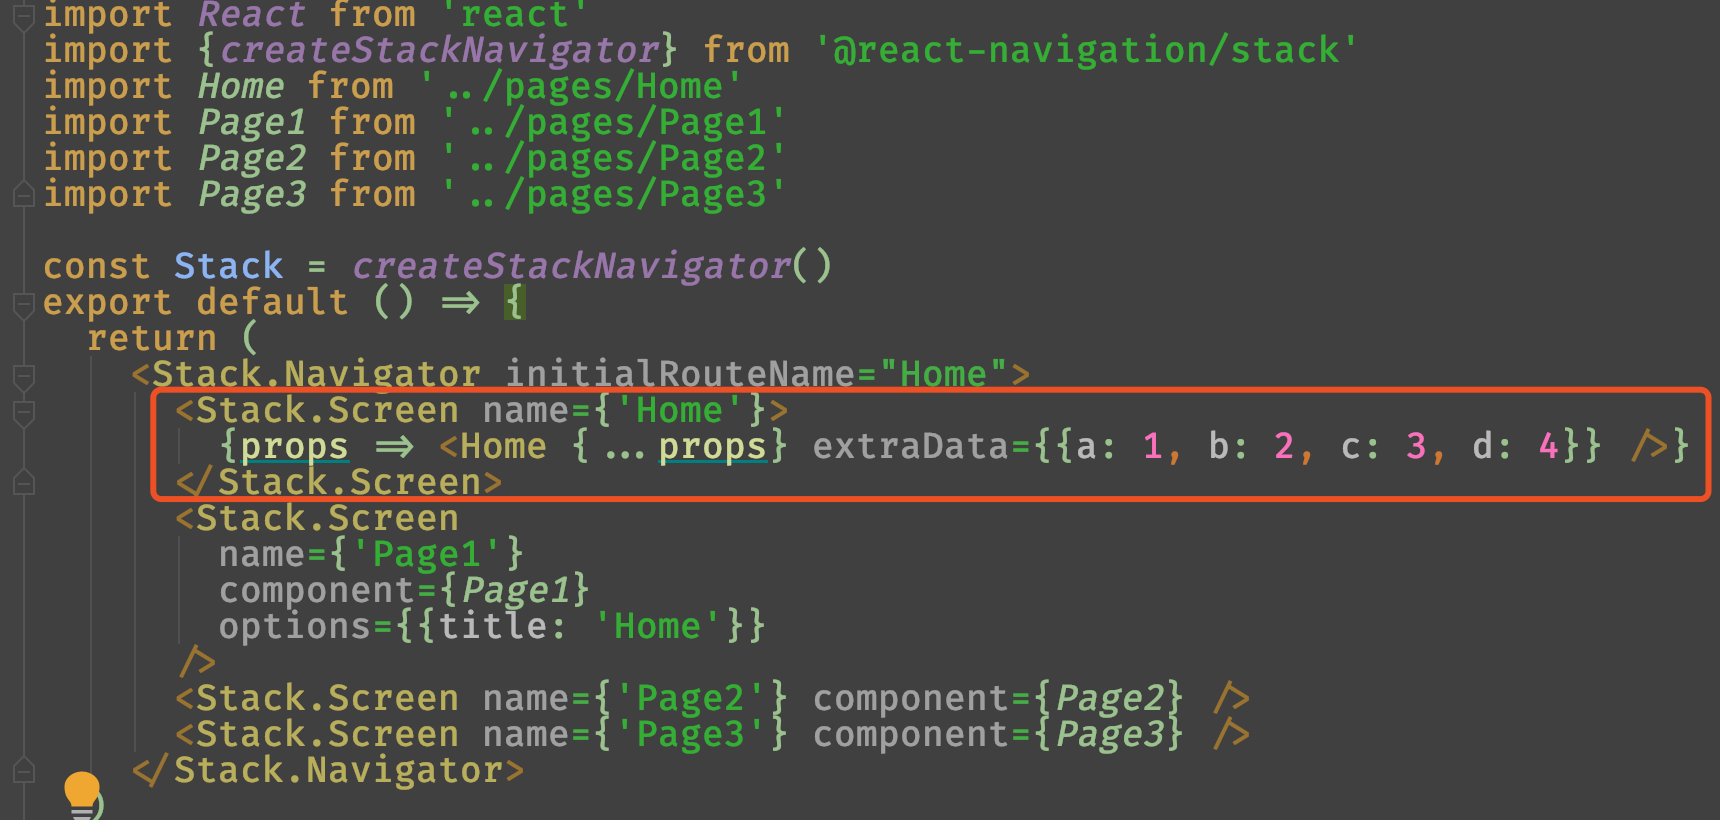 import React from 'react'
import {createStackNavigator} from '@react-navigation/stack'
import Home from '../pages/Home'
import Page1 from '../pages/Page1'
import Page2 from '../pages/Page2'
import Page3 from '../pages/Page3'
const Stack = createStackNavigator()
export default () => {
return (
<Stack.Navigator initialRouteName="Home">
<Stack.Screen name={'Home'}>
{props => <Home {...props} extraData={{a: 1, b: 2, c: 3, d: 4}} />}
</Stack.Screen>
<Stack.Screen
name={'Page1'}
component={Page1}
options={{title: 'Home'}}
/>
<Stack.Screen name={'Page2'} component={Page2} />
<Stack.Screen name={'Page3'} component={Page3} />
</Stack.Navigator>
)